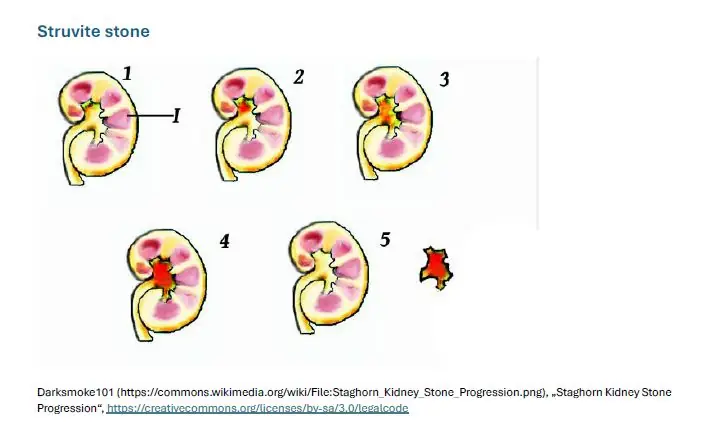 Struvite stone
1
2
3
I
4
5
Darksmoke101 (https://commons.wikimedia.org/wiki/File:Staghorn_Kidney_Stone_Progression.png), „Staghorn Kidney Stone
Progression“, https://creativecommons.org/licenses/by-sa/3.0/legalcode